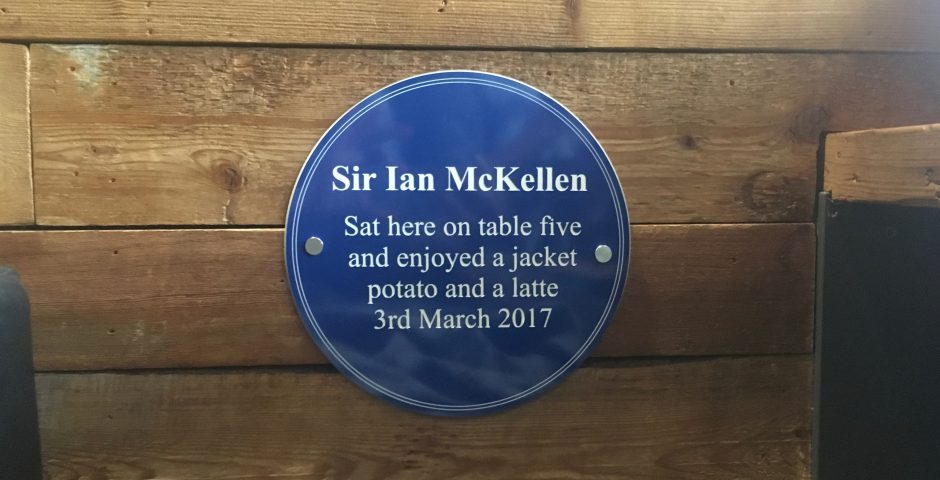 Sir Ian McKellen
Sat here on table five
and enjoyed a jacket
potato and a latte
3rd March 2017